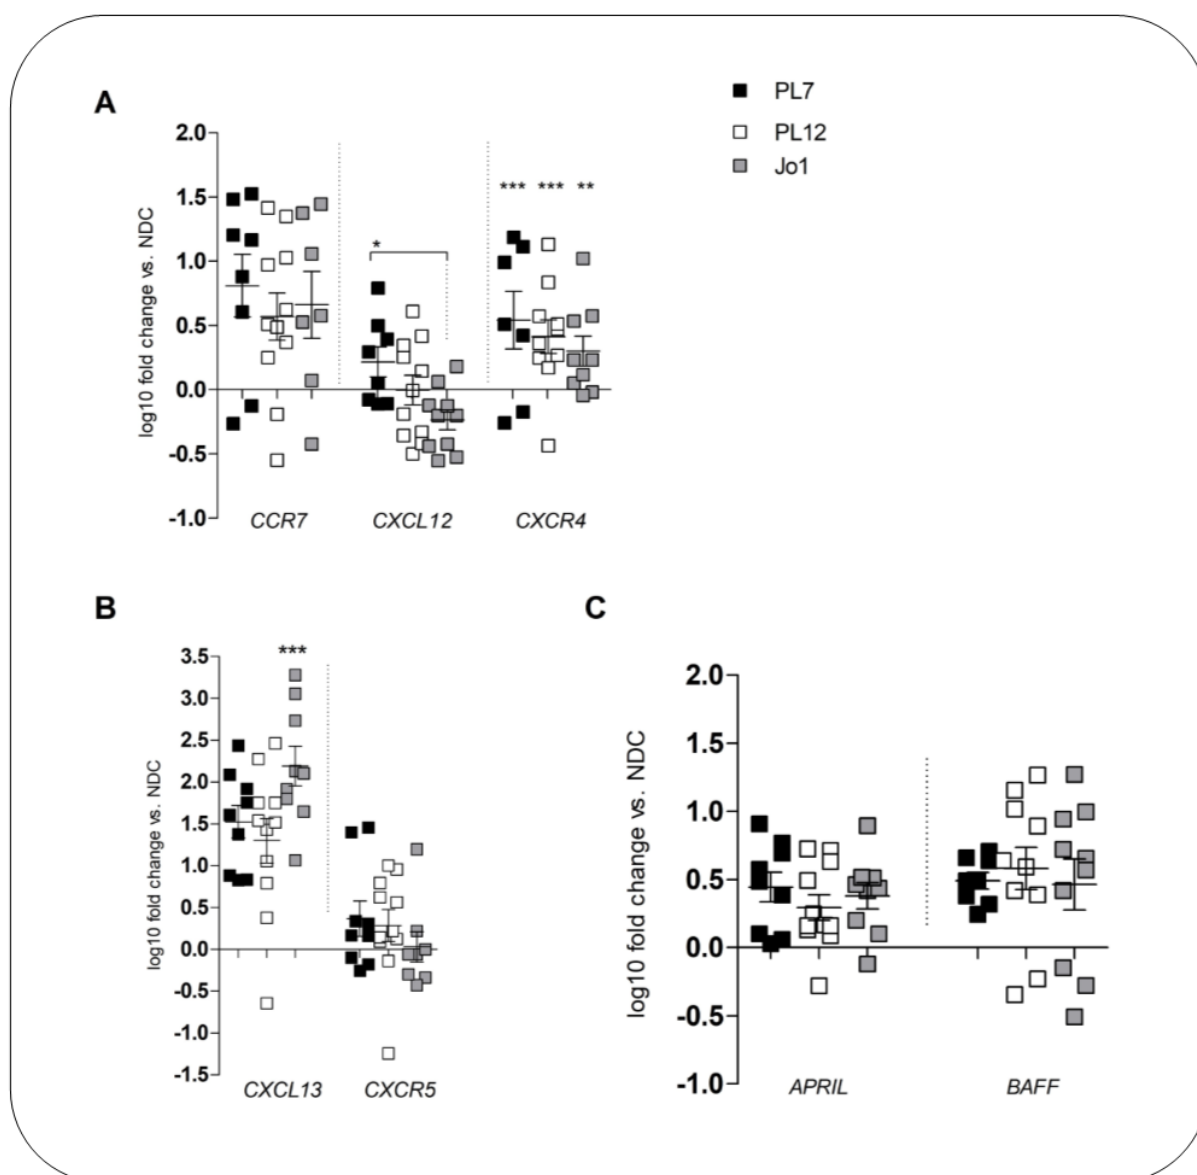 A
PL7
PL12
Jo1
log10 fold change vs. NDC
2.0
1.5
1.0
0.5
0.0
-0.5
-1.0
*
*** *** **
CCR7 CXCL12 CXCR4
B
log10 fold change vs. NDC
3.5
3.0
2.5
2.0
1.5
1.0
0.5
0.0
-0.5
-1.0
-1.5
***
CXCL13 CXCR5
C
log10 fold change vs. NDC
2.0
1.5
1.0
0.5
0.0
-0.5
-1.0
APRIL BAFF